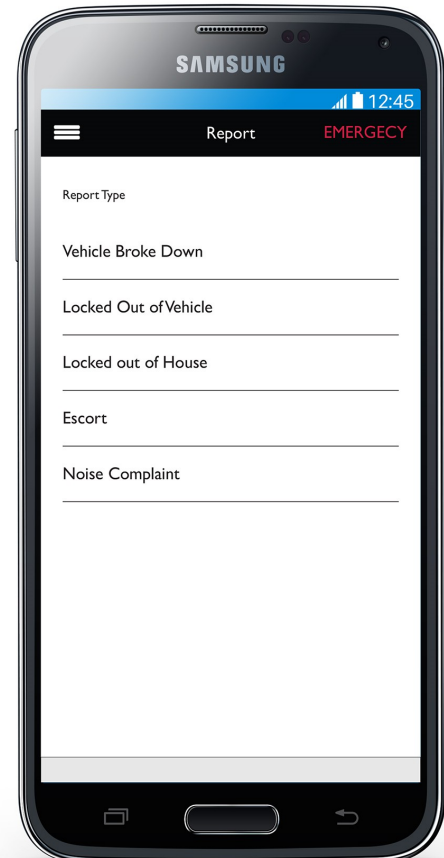 SAMSUNG
12:45
Report EMERGECY
Report Type
Vehicle Broke Down
Locked Out of Vehicle
Locked out of House
Escort
Noise Complaint